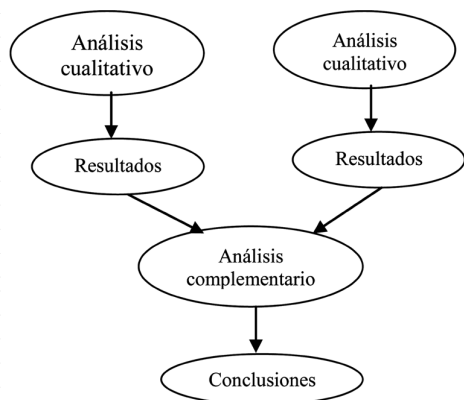 Análisis
cualitativo
Análisis
cualitativo
Resultados
Resultados
Análisis
complementario
Conclusiones